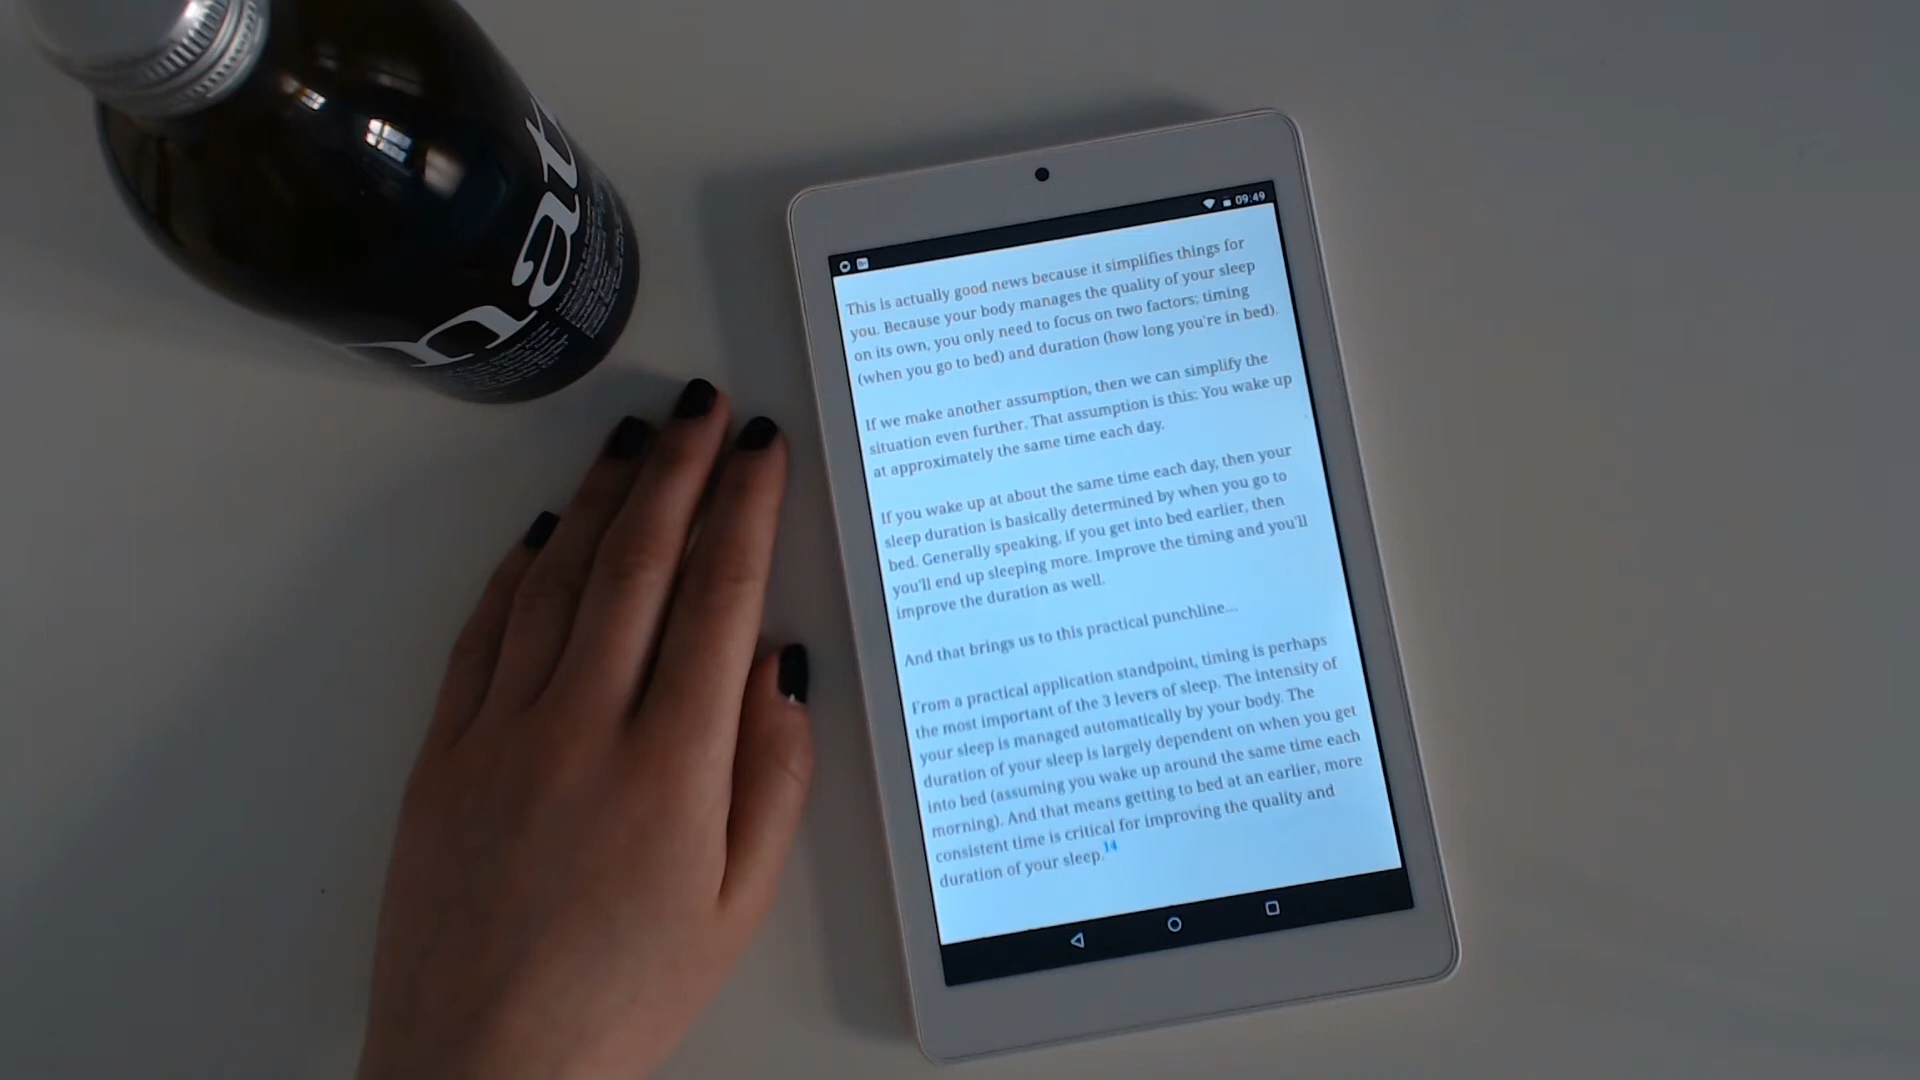 nat
09:49
This is actually good news because it simplifies things for
you. Because your body manages the quality of your sleep
on its own, you only need to focus on two factors: timing
(when you go to bed) and duration (how long you're in bed).
If we make another assumption, then we can simplify the
situation even further. That assumption is this: You wake up
at approximately the same time each day.
If you wake up at about the same time each day, then your
sleep duration is basically determined by when you go to
bed. Generally speaking, if you get into bed earlier, then
you'll end up sleeping more. Improve the timing and you'll
improve the duration as well.
And that brings us to this practical punchline...
From a practical application standpoint, timing is perhaps
the most important of the 3 levers of sleep. The intensity of
your sleep is managed automatically by your body. The
duration of your sleep is largely dependent on when you get
into bed (assuming you wake up around the same time each
morning). And that means getting to bed at an earlier, more
consistent time is critical for improving the quality and
duration of your sleep.14